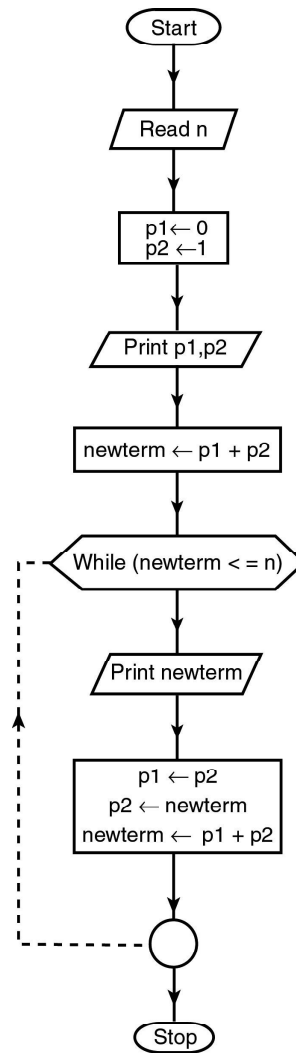 Start
Read n
p1← 0
p2 ←1
Print p1,p2
newterm ← p1 + p2
While (newterm < = n)
Print newterm
p1 ← p2
p2 ← newterm
newterm ← p1 + p2
Stop